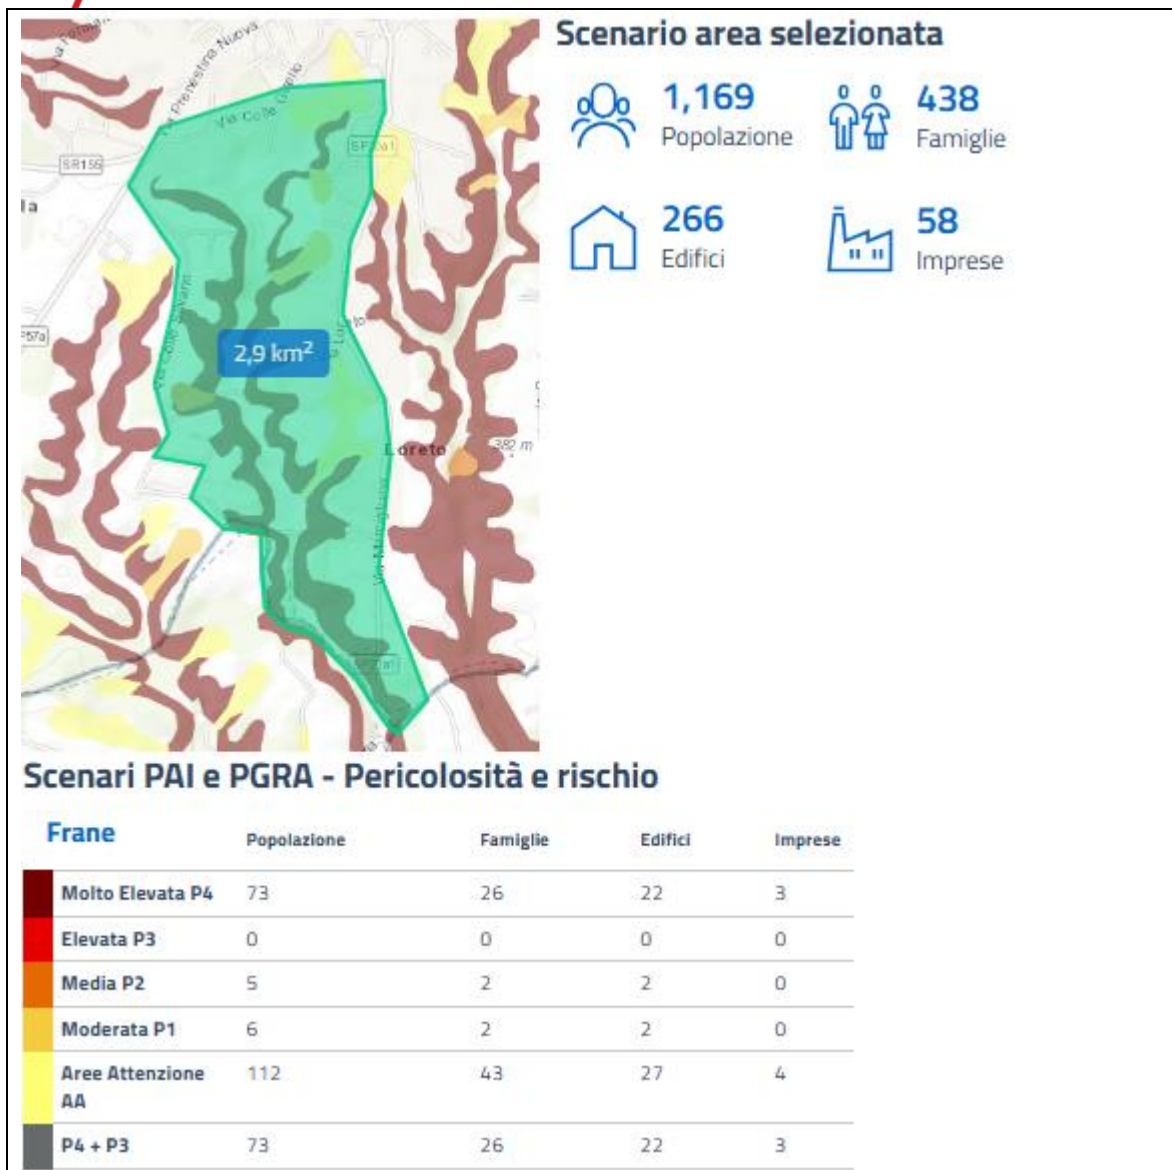 Via Prenestina Nuova
Via Colle
SR155
la
SP57a
2,9 km²
Loreto
382 m
Scenario area selezionata
1,169
Popolazione
438
Famiglie
266
Edifici
58
Imprese
Scenari PAI e PGRA - Pericolosità e rischio
Frane Popolazione Famiglie Edifici Imprese
Molto Elevata P4 73 26 22 3
Elevata P3 0 0 0 0
Media P2 5 2 2 0
Moderata P1 6 2 2 0
Aree Attenzione 112 43 27 4
AA
P4 + P3 73 26 22 3